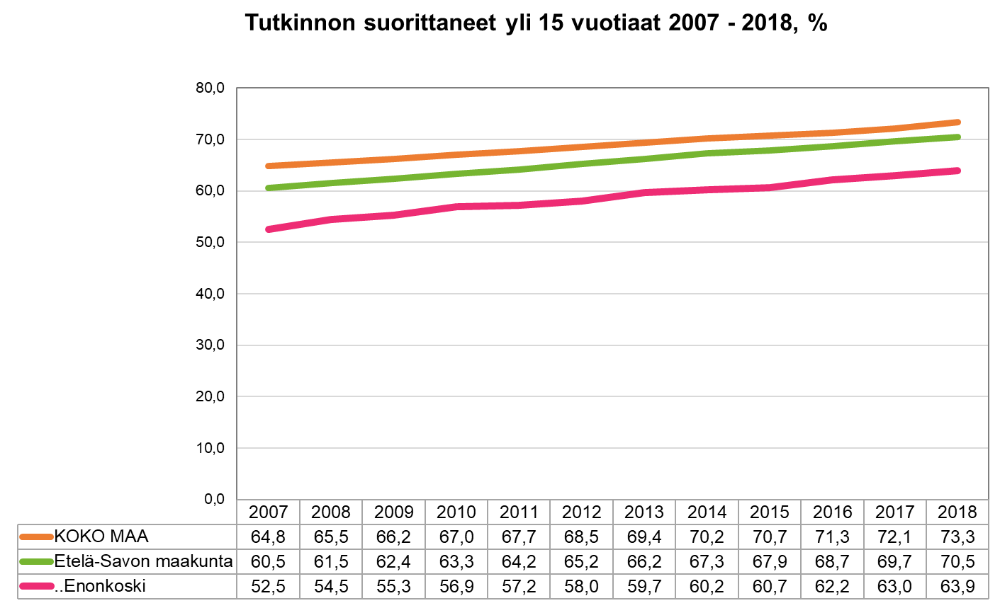 Tutkinnon suorittaneet yli 15 vuotiaat 2007 - 2018, %
80,0
70,0
60,0
50,0
40,0
30,0
20,0
10,0
0,0
2007 2008 2009 2010 2011 2012 2013 2014 2015 2016 2017 2018
KOKO MAA 64,8 65,5 66,2 67,0 67,7 68,5 69,4 70,2 70,7 71,3 72,1 73,3
Etelä-Savon maakunta 60,5 61,5 62,4 63,3 64,2 65,2 66,2 67,3 67,9 68,7 69,7 70,5
..Enonkoski 52,5 54,5 55,3 56,9 57,2 58,0 59,7 60,2 60,7 62,2 63,0 63,9